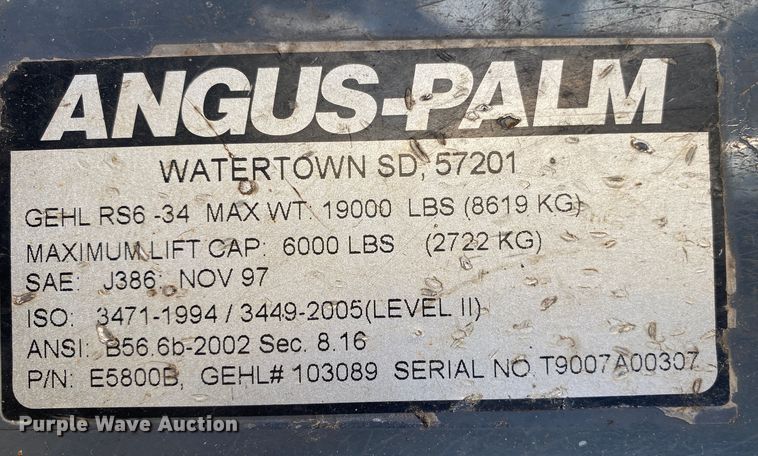 ANGUS-PALM
WATERTOWN SD, 57201
GEHL RS6 -34 MAX WT: 19000 LBS (8619 KG)
MAXIMUM LIFT CAP: 6000 LBS (2722 KG)
SAE: J386: NOV 97
ISO: 3471-1994 / 3449-2005(LEVEL II)
ANSI: B56.6b-2002 Sec. 8.16
P/N: E5800B, GEHL# 103089 SERIAL NO. T9007A00307
Purple Wave Auction